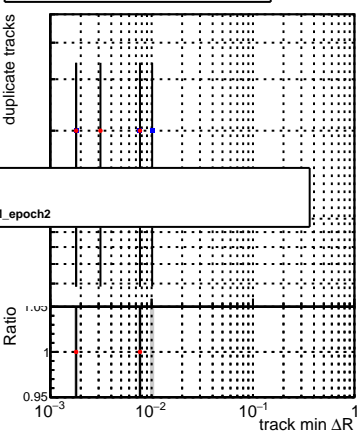 duplicate tracks
_epoch2
1.05
Ratio
1
0.95
10⁻³ 10⁻² 10⁻¹ 1
track min ΔR